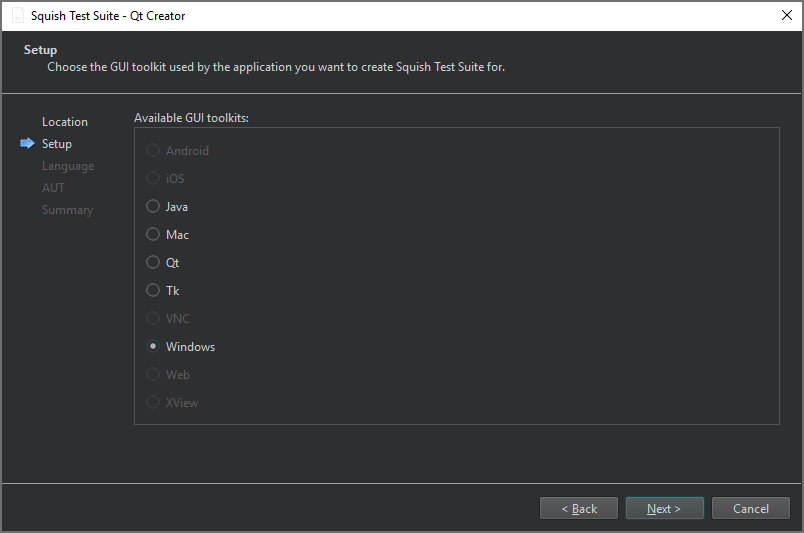 Squish Test Suite - Qt Creator
Setup
Choose the GUI toolkit used by the application you want to create Squish Test Suite for.
Location
Setup
Language
AUT
Summary
Available GUI toolkits:
Android
iOS
Java
Mac
Qt
Tk
VNC
Windows
Web
XView
< Back
Next >
Cancel